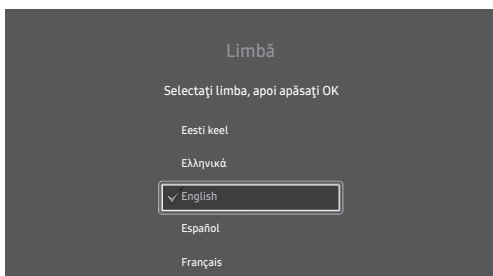 Limbă
Selectaţi limba, apoi apăsaţi OK
Eesti keel
Ελληνικά
English
Español
Français